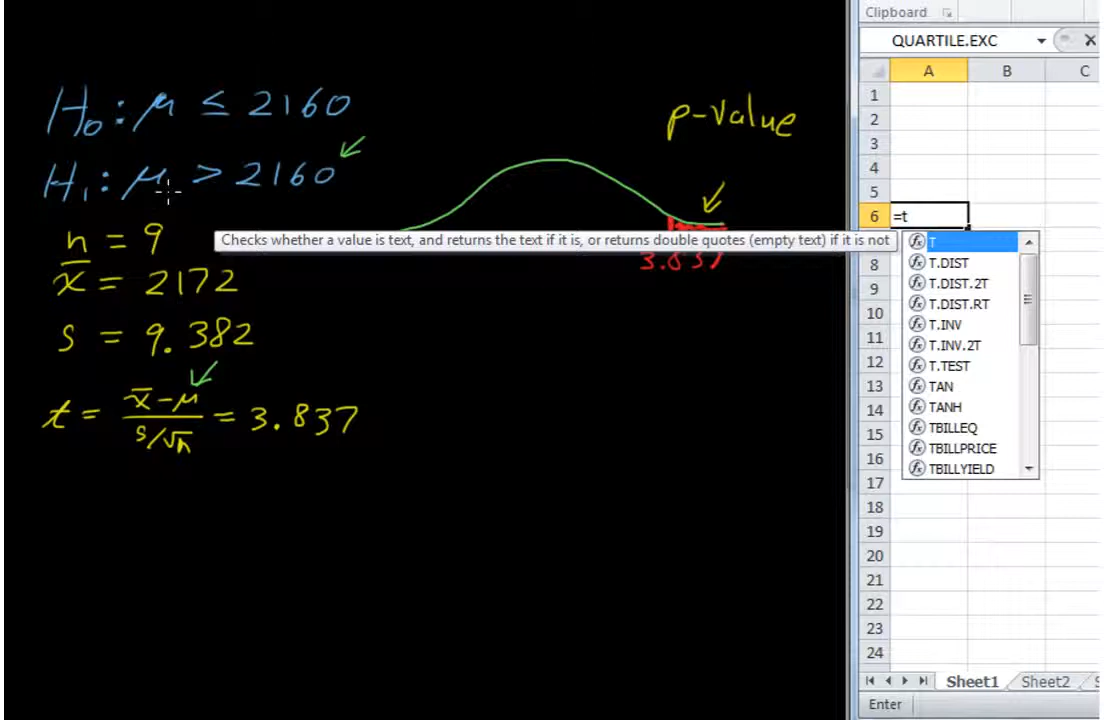 H₀: μ ≤ 2160
H₁: μ > 2160
n = 9
x̄ = 2172
s = 9.382
t = x̄-μ / s/√n = 3.837
p-value
3.837
Checks whether a value is text, and returns the text if it is, or returns double quotes (empty text) if it is not
Clipboard
QUARTILE.EXC
A B C
1
2
3
4
5
6 =t
8
9
10
11
12
13
14
15
16
17
18
19
20
21
22
23
24
T
T.DIST
T.DIST.2T
T.DIST.RT
T.INV
T.INV.2T
T.TEST
TAN
TANH
TBILLEQ
TBILLPRICE
TBILLYIELD
Sheet1 Sheet2 S
Enter